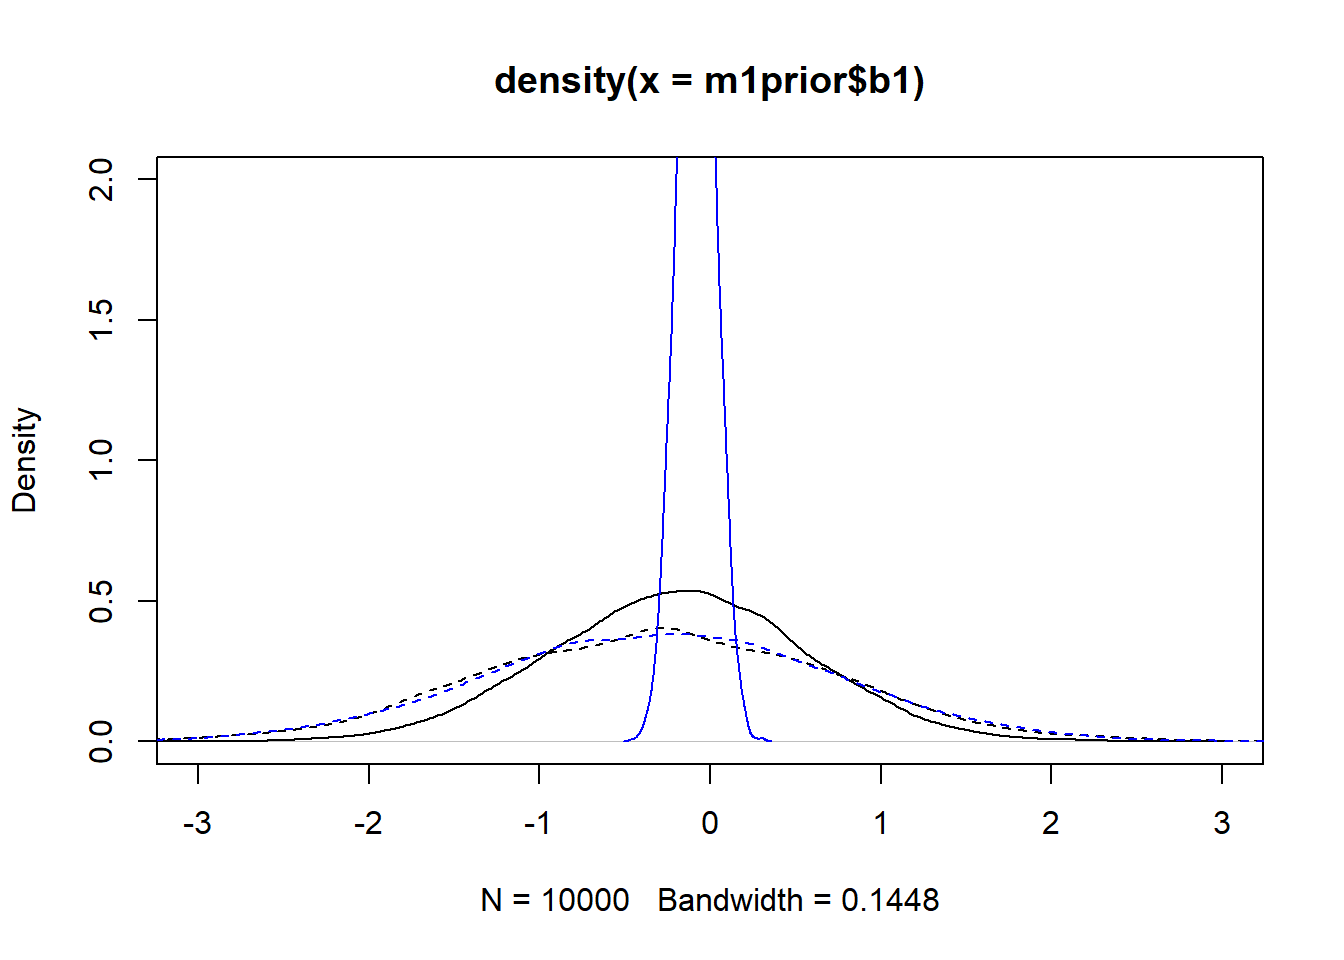 density(x = m1prior$b1)
Density
2.0
1.5
1.0
0.5
0.0
-3 -2 -1 0 1 2 3
N = 10000 Bandwidth = 0.1448